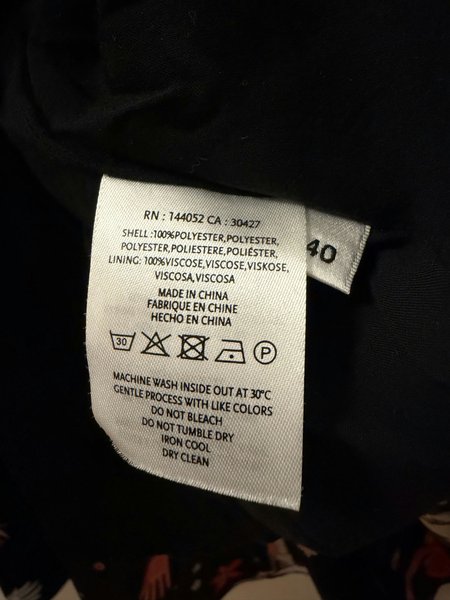 RN : 144052 CA : 30427
SHELL :100%POLYESTER,POLYESTER,
POLYESTER,POLIESTERE,POLIÉSTER,
LINING: 100%VISCOSE,VISCOSE,VISKOSE,
VISCOSA,VISCOSA
MADE IN CHINA
FABRIQUE EN CHINE
HECHO EN CHINA
30
P
MACHINE WASH INSIDE OUT AT 30°C
GENTLE PROCESS WITH LIKE COLORS
DO NOT BLEACH
DO NOT TUMBLE DRY
IRON COOL
DRY CLEAN
40